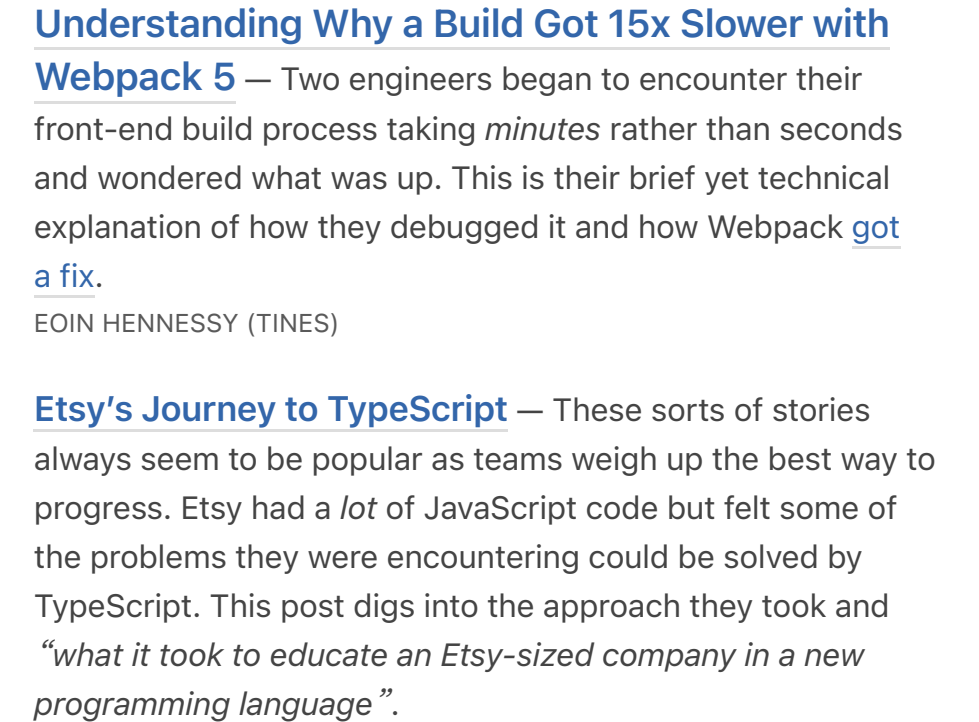 Understanding Why a Build Got 15x Slower with
Webpack 5 — Two engineers began to encounter their
front-end build process taking minutes rather than seconds
and wondered what was up. This is their brief yet technical
explanation of how they debugged it and how Webpack got
a fix.
EOIN HENNESSY (TINES)
Etsy’s Journey to TypeScript — These sorts of stories
always seem to be popular as teams weigh up the best way to
progress. Etsy had a lot of JavaScript code but felt some of
the problems they were encountering could be solved by
TypeScript. This post digs into the approach they took and
“what it took to educate an Etsy-sized company in a new
programming language”.